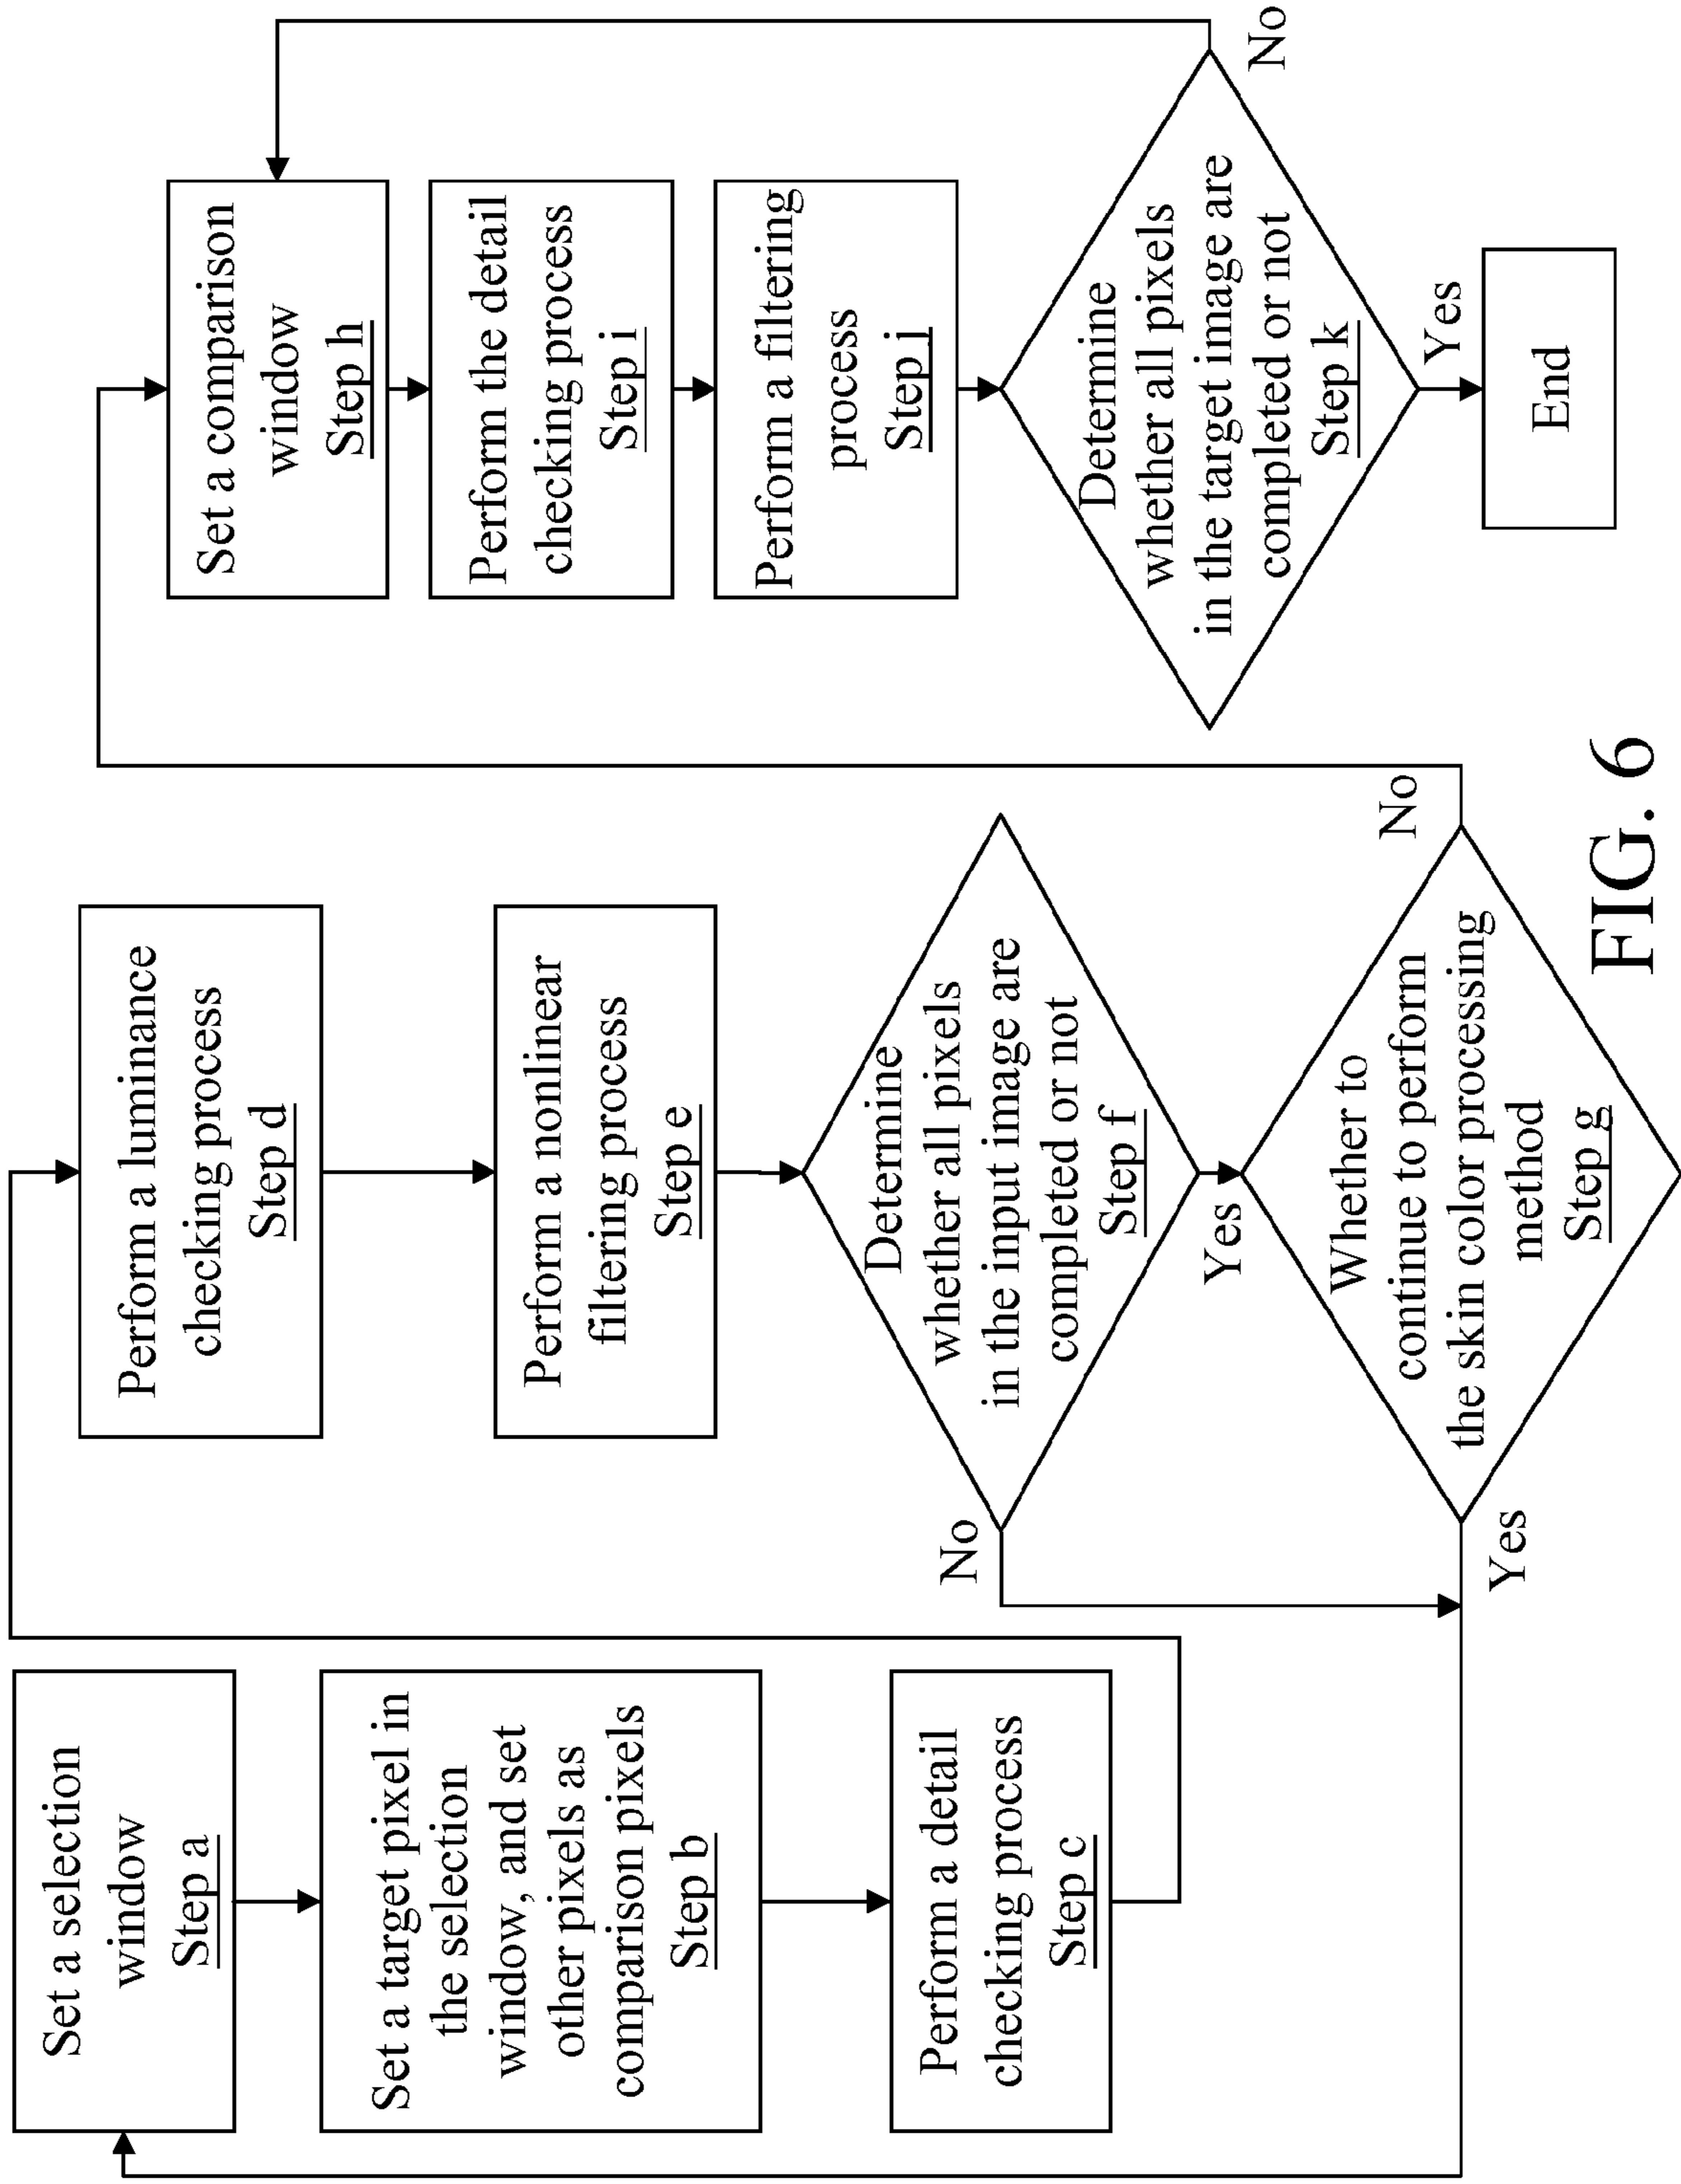 Set a selection
window
Step a
Set a target pixel in
the selection
window, and set
other pixels as
comparison pixels
Step b
Perform a detail
checking process
Step c
Perform a luminance
checking process
Step d
Perform a nonlinear
filtering process
Step e
Determine
whether all pixels
in the input image are
completed or not
Step f
No
Yes
Whether to
continue to perform
the skin color processing
method
Step g
Yes
No
Set a comparison
window
Step h
Perform the detail
checking process
Step i
Perform a filtering
process
Step j
Determine
whether all pixels
in the target image are
completed or not
Step k
No
Yes
End
FIG. 6